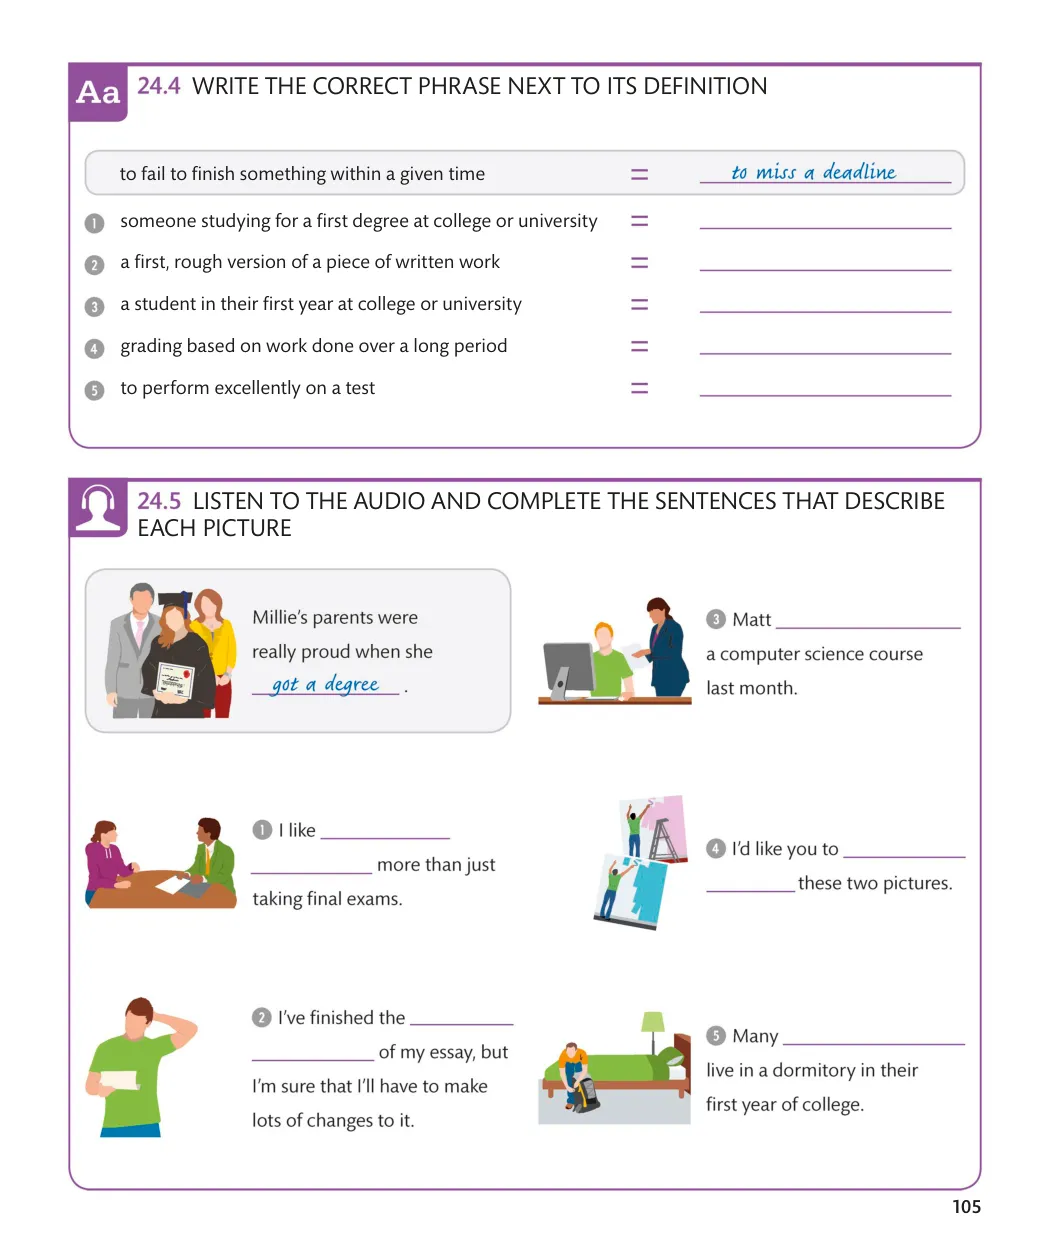 Aa
24.4 WRITE THE CORRECT PHRASE NEXT TO ITS DEFINITION
to fail to finish something within a given time = to miss a deadline
1 someone studying for a first degree at college or university =
2 a first, rough version of a piece of written work =
3 a student in their first year at college or university =
4 grading based on work done over a long period =
5 to perform excellently on a test =
24.5 LISTEN TO THE AUDIO AND COMPLETE THE SENTENCES THAT DESCRIBE
EACH PICTURE
Millie's parents were
really proud when she
got a degree .
1 I like
more than just
taking final exams.
2 I've finished the
of my essay, but
I'm sure that I'll have to make
lots of changes to it.
3 Matt
a computer science course
last month.
4 I'd like you to
these two pictures.
5 Many
live in a dormitory in their
first year of college.
105